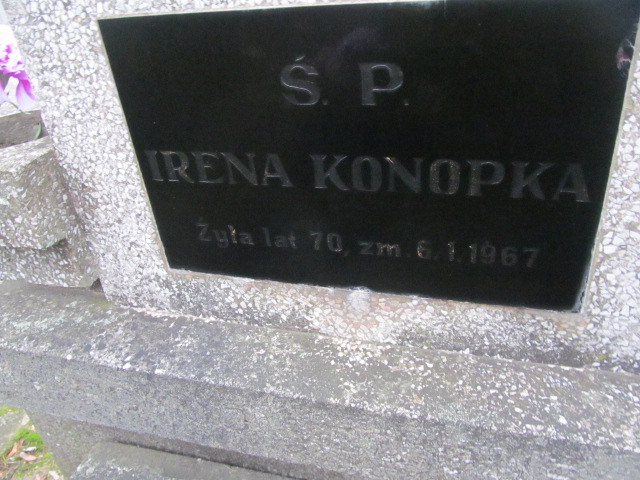 Ś. P.
IRENA KONOPKA
Żyła lat 70, zm. 6.1.1967